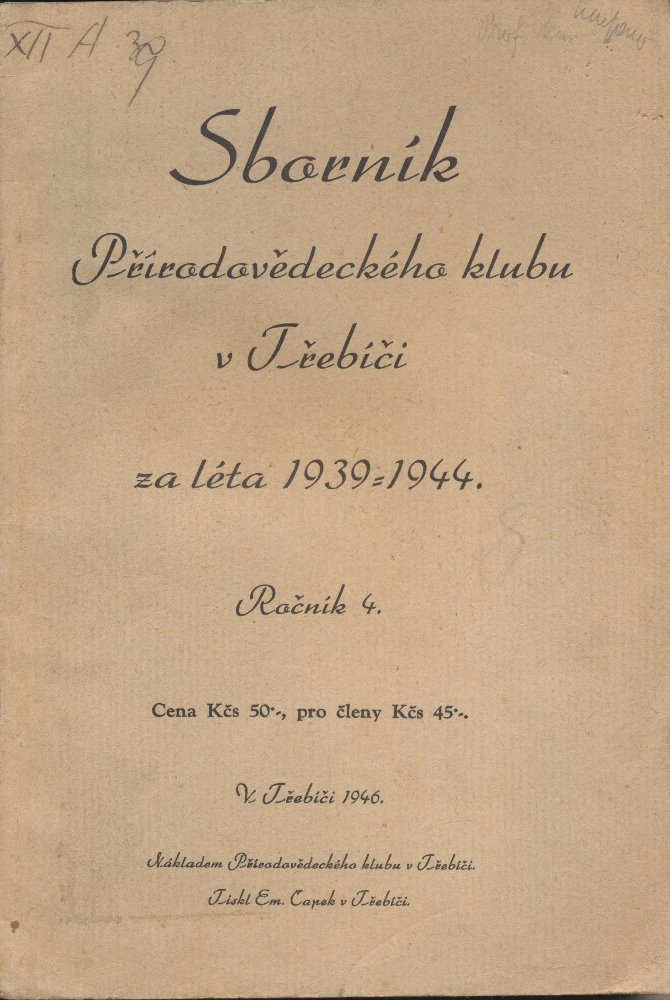 XII A 39
Sborník
Přírodovědeckého klubu
v Třebíči
za léta 1939-1944.
Ročník 4.
Cena Kčs 50·-, pro členy Kčs 45·-.
V Třebíči 1946.
Nákladem Přírodovědeckého klubu v Třebíči.
Tiskl Em. Čapek v Třebíči.